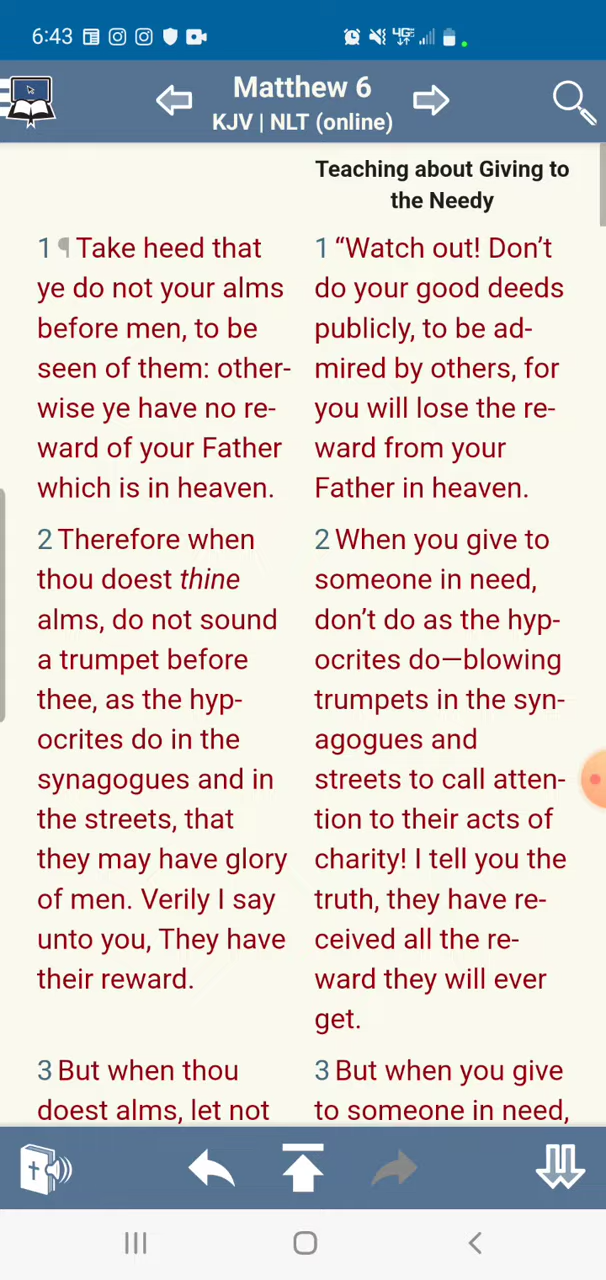 6:43
Matthew 6
KJV | NLT (online)
Teaching about Giving to
the Needy
1 ¶ Take heed that
ye do not your alms
before men, to be
seen of them: other-
wise ye have no re-
ward of your Father
which is in heaven.
2 Therefore when
thou doest thine
alms, do not sound
a trumpet before
thee, as the hyp-
ocrites do in the
synagogues and in
the streets, that
they may have glory
of men. Verily I say
unto you, They have
their reward.
3 But when thou
doest alms, let not
1 “Watch out! Don’t
do your good deeds
publicly, to be ad-
mired by others, for
you will lose the re-
ward from your
Father in heaven.
2 When you give to
someone in need,
don’t do as the hyp-
ocrites do—blowing
trumpets in the syn-
agogues and
streets to call atten-
tion to their acts of
charity! I tell you the
truth, they have re-
ceived all the re-
ward they will ever
get.
3 But when you give
to someone in need,